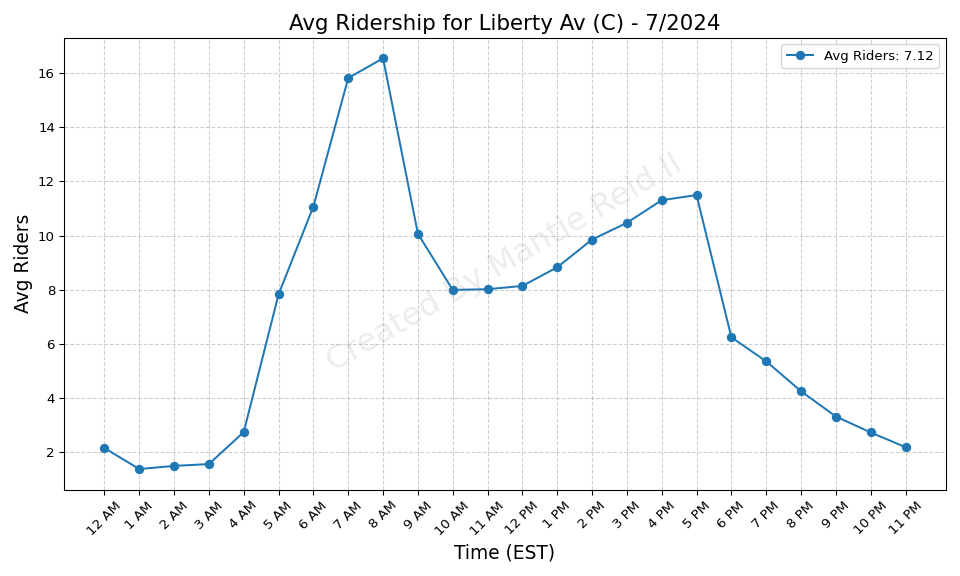 Avg Ridership for Liberty Av (C) - 7/2024
Avg Riders: 7.12
Avg Riders
16
14
12
10
8
6
4
2
Created By Mantie Reid II
12 AM
1 AM
2 AM
3 AM
4 AM
5 AM
6 AM
7 AM
8 AM
9 AM
10 AM
11 AM
12 PM
1 PM
2 PM
3 PM
4 PM
5 PM
6 PM
7 PM
8 PM
9 PM
10 PM
11 PM
Time (EST)